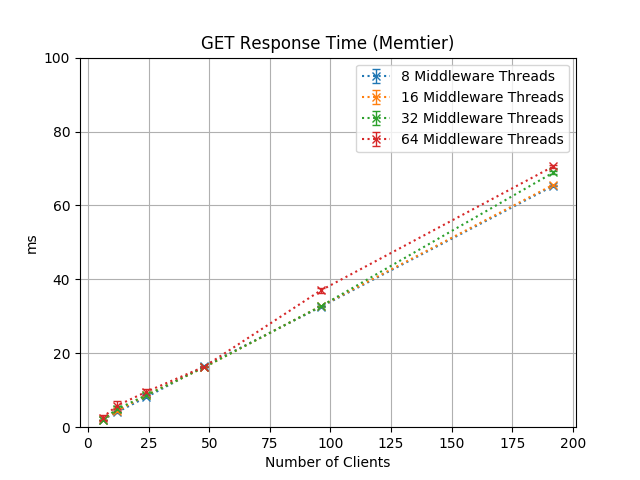 GET Response Time (Memtier)
100
80
60
40
20
0
ms
8 Middleware Threads
16 Middleware Threads
32 Middleware Threads
64 Middleware Threads
0 25 50 75 100 125 150 175 200
Number of Clients